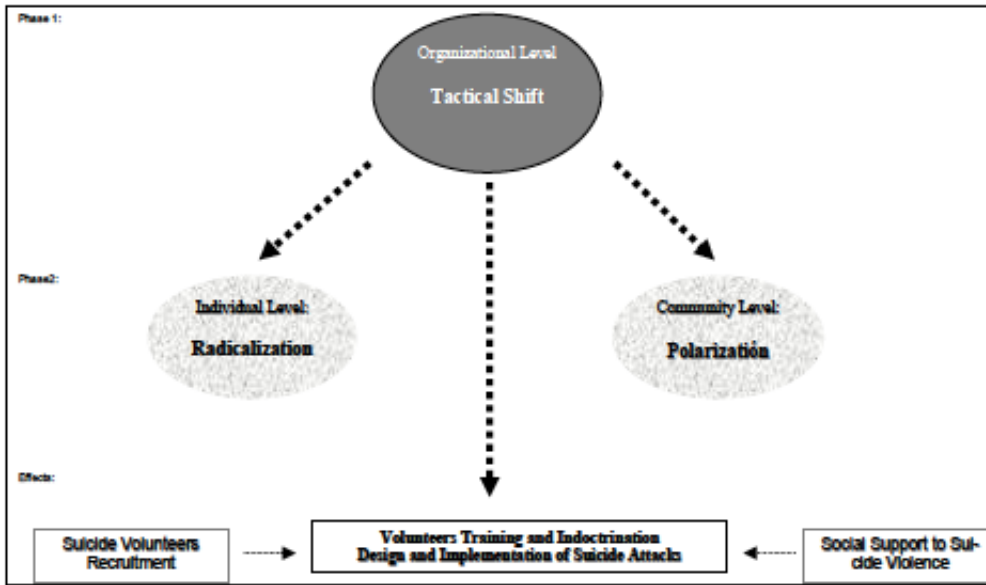 Phase 1:
Organizational Level
Tactical Shift
Phase2:
Individual Level:
Radicalization
Community Level:
Polarizatión
Effects:
Suicide Volunteers
Recruitment
Volunteers Training and Indoctrination
Design and Implementation of Suicide Attacks
Social Support to Sui-
cide Violence